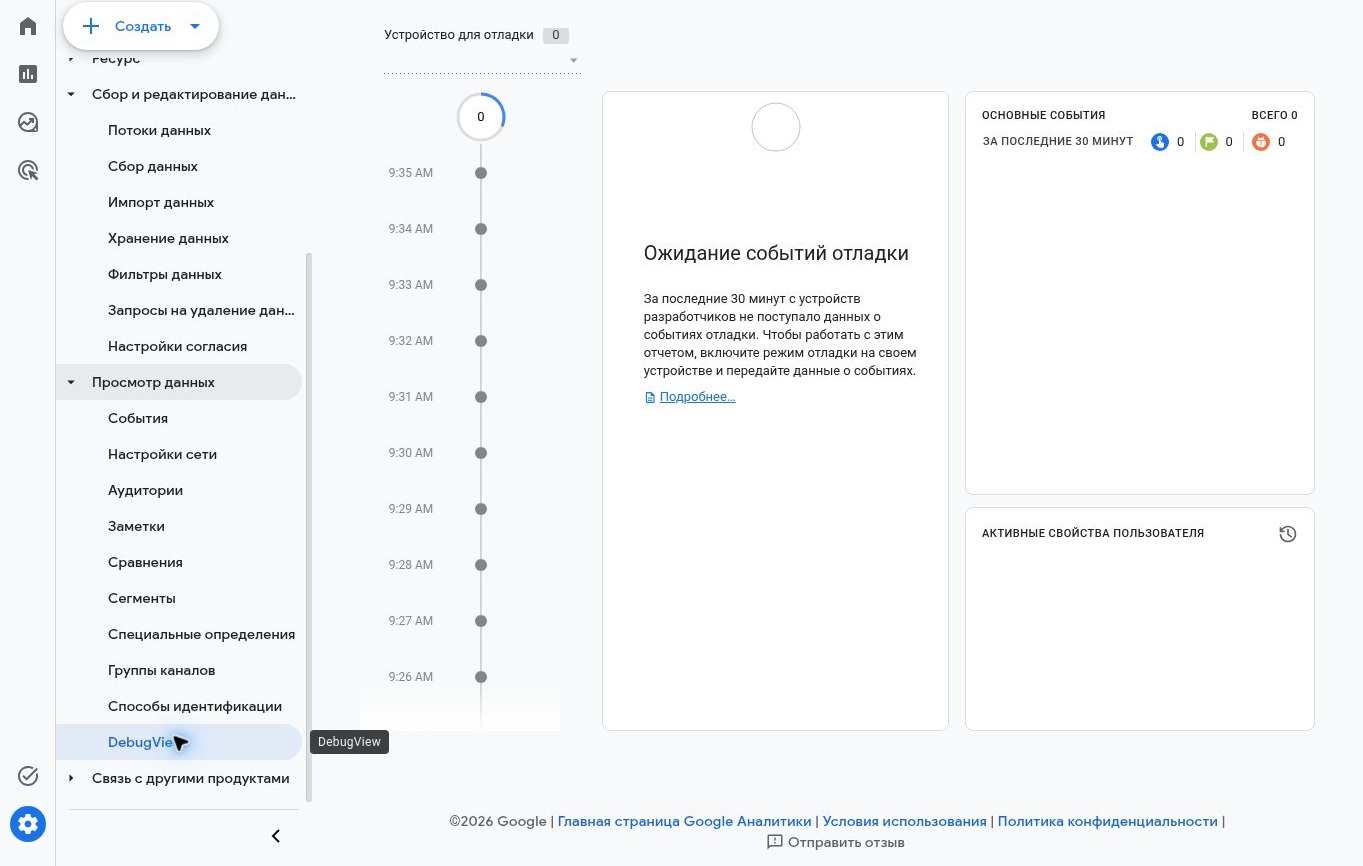 Создать
Ресурс
Сбор и редактирование дан...
Потоки данных
Сбор данных
Импорт данных
Хранение данных
Фильтры данных
Запросы на удаление дан...
Настройки согласия
Просмотр данных
События
Настройки сети
Аудитории
Заметки
Сравнения
Сегменты
Специальные определения
Группы каналов
Способы идентификации
DebugView
DebugView
Связь с другими продуктами
Устройство для отладки 0
0
9:35 AM
9:34 AM
9:33 AM
9:32 AM
9:31 AM
9:30 AM
9:29 AM
9:28 AM
9:27 AM
9:26 AM
Ожидание событий отладки
За последние 30 минут с устройств
разработчиков не поступало данных о
событиях отладки. Чтобы работать с этим
отчетом, включите режим отладки на своем
устройстве и передайте данные о событиях.
Подробнее...
ОСНОВНЫЕ СОБЫТИЯ ВСЕГО 0
ЗА ПОСЛЕДНИЕ 30 МИНУТ 0 0 0
АКТИВНЫЕ СВОЙСТВА ПОЛЬЗОВАТЕЛЯ
©2026 Google | Главная страница Google Аналитики | Условия использования | Политика конфиденциальности |
Отправить отзыв